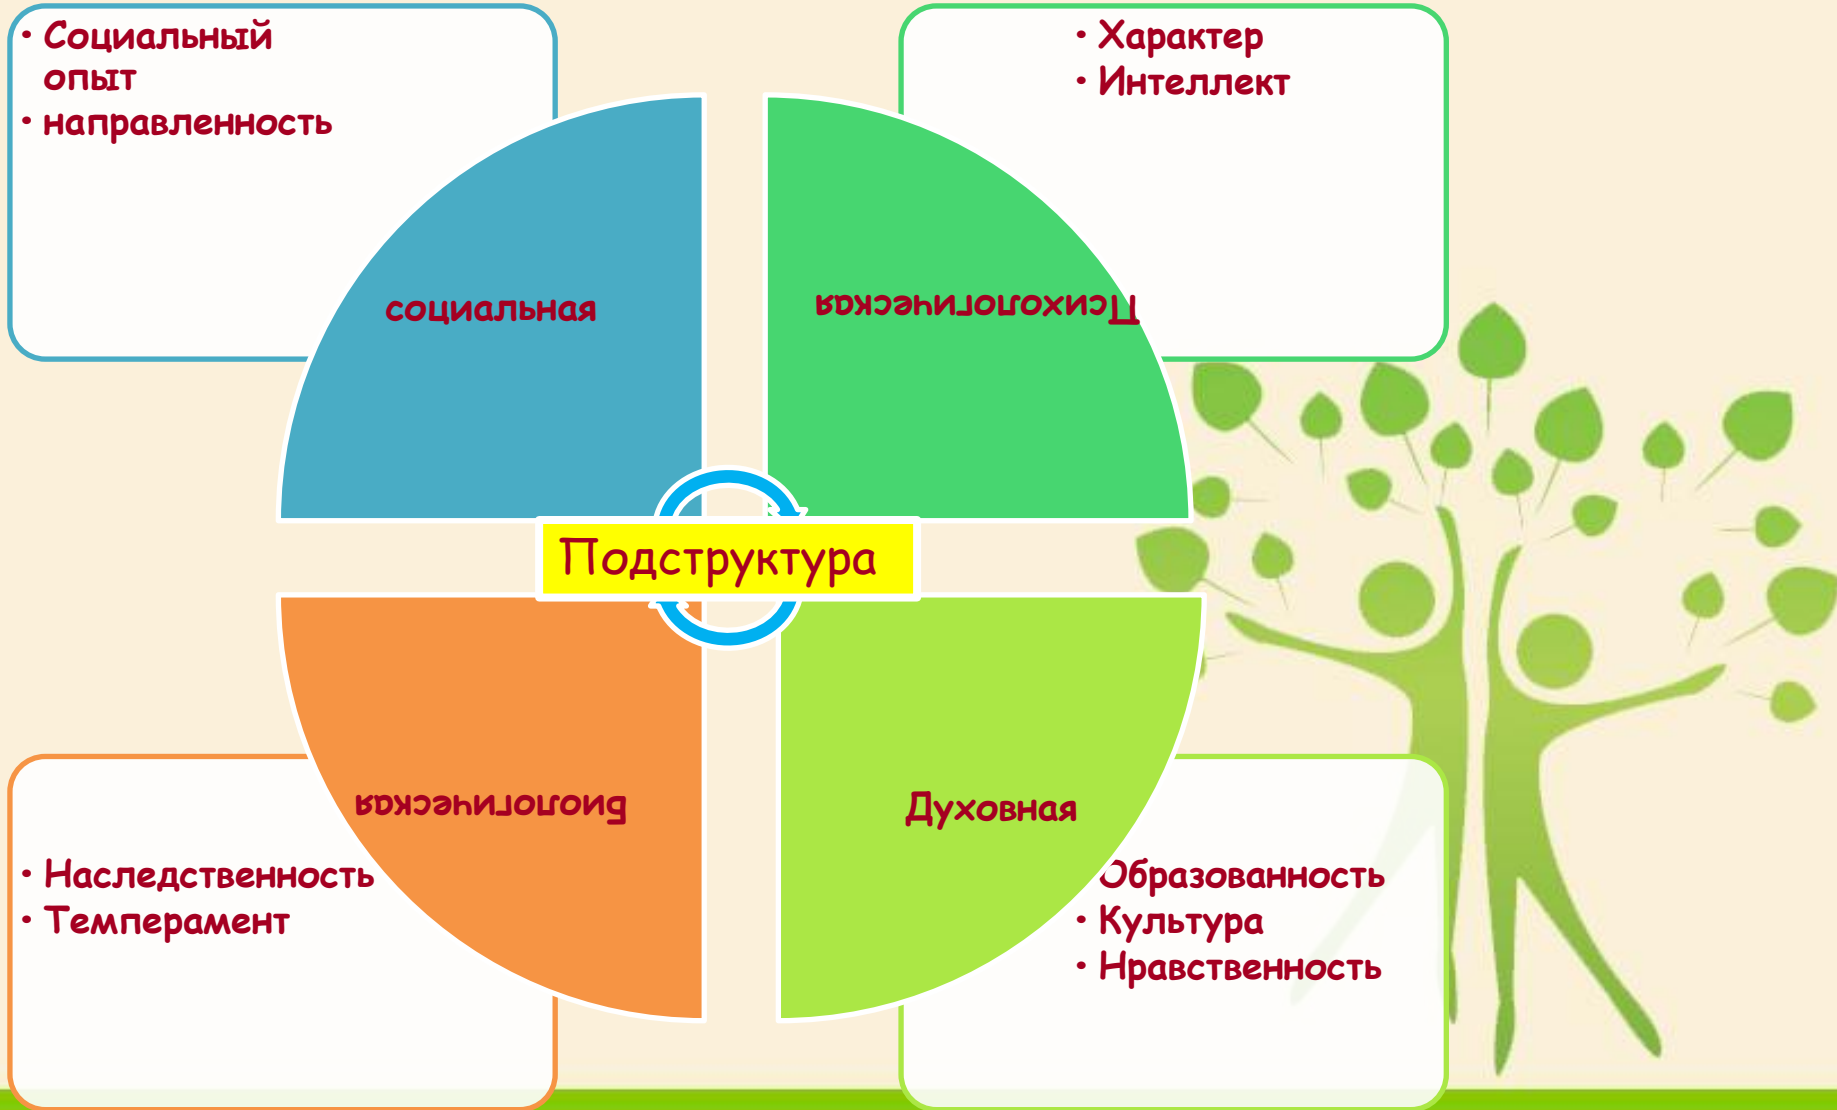 • Социальный
опыт
• направленность
• Характер
• Интеллект
социальная
Психологическая
Подструктура
Биологическая
Духовная
• Наследственность
• Темперамент
Образованность
• Культура
• Нравственность